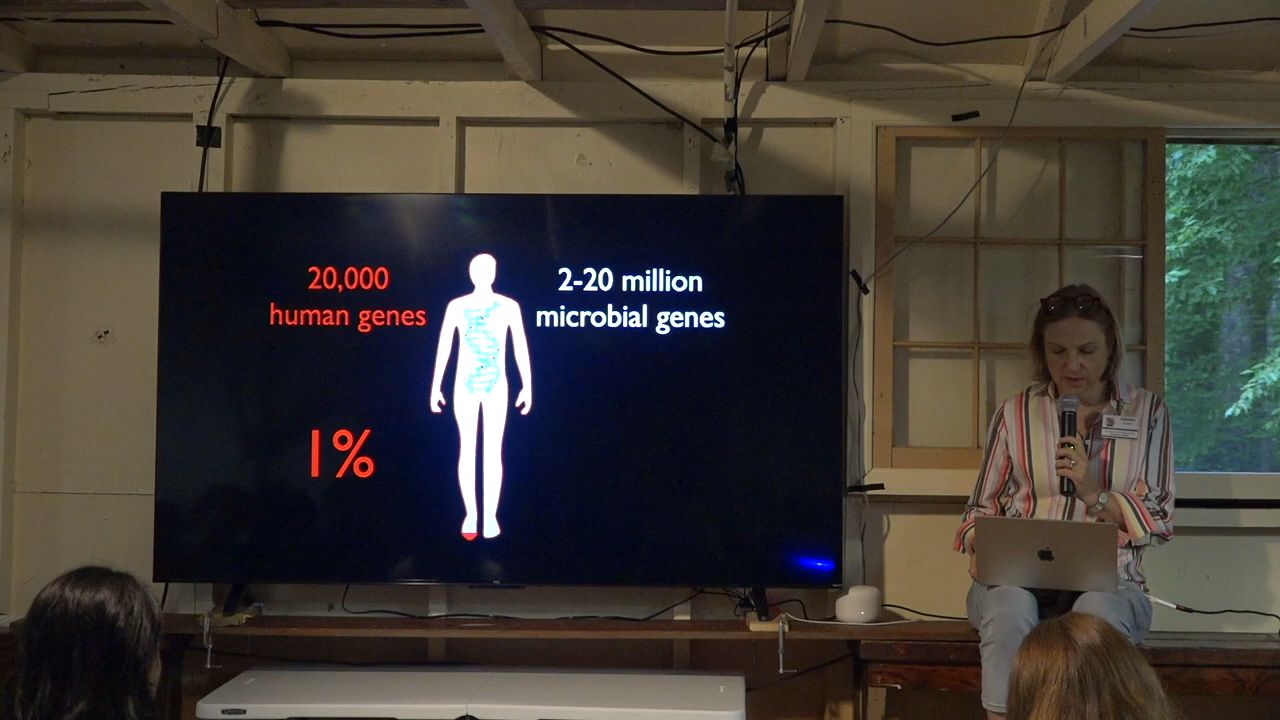 20,000
human genes
2-20 million
microbial genes
1%